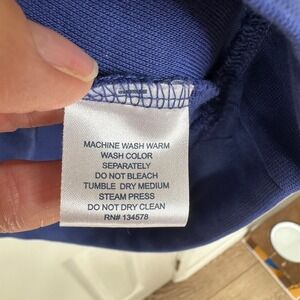 MACHINE WASH WARM
WASH COLOR
SEPARATELY
DO NOT BLEACH
TUMBLE DRY MEDIUM
STEAM PRESS
DO NOT DRY CLEAN
RN# 134578